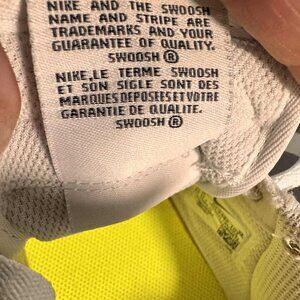 NIKE AND THE SWOOSH
NAME AND STRIPE ARE
TRADEMARKS AND YOUR
GUARANTEE OF QUALITY.
SWOOSH ®
NIKE,LE TERME SWOOSH
ET SON SIGLE SONT DES
MARQUES DEPOSEES ET VOTRE
GARANTIE DE QUALITE.
SWOOSH ®